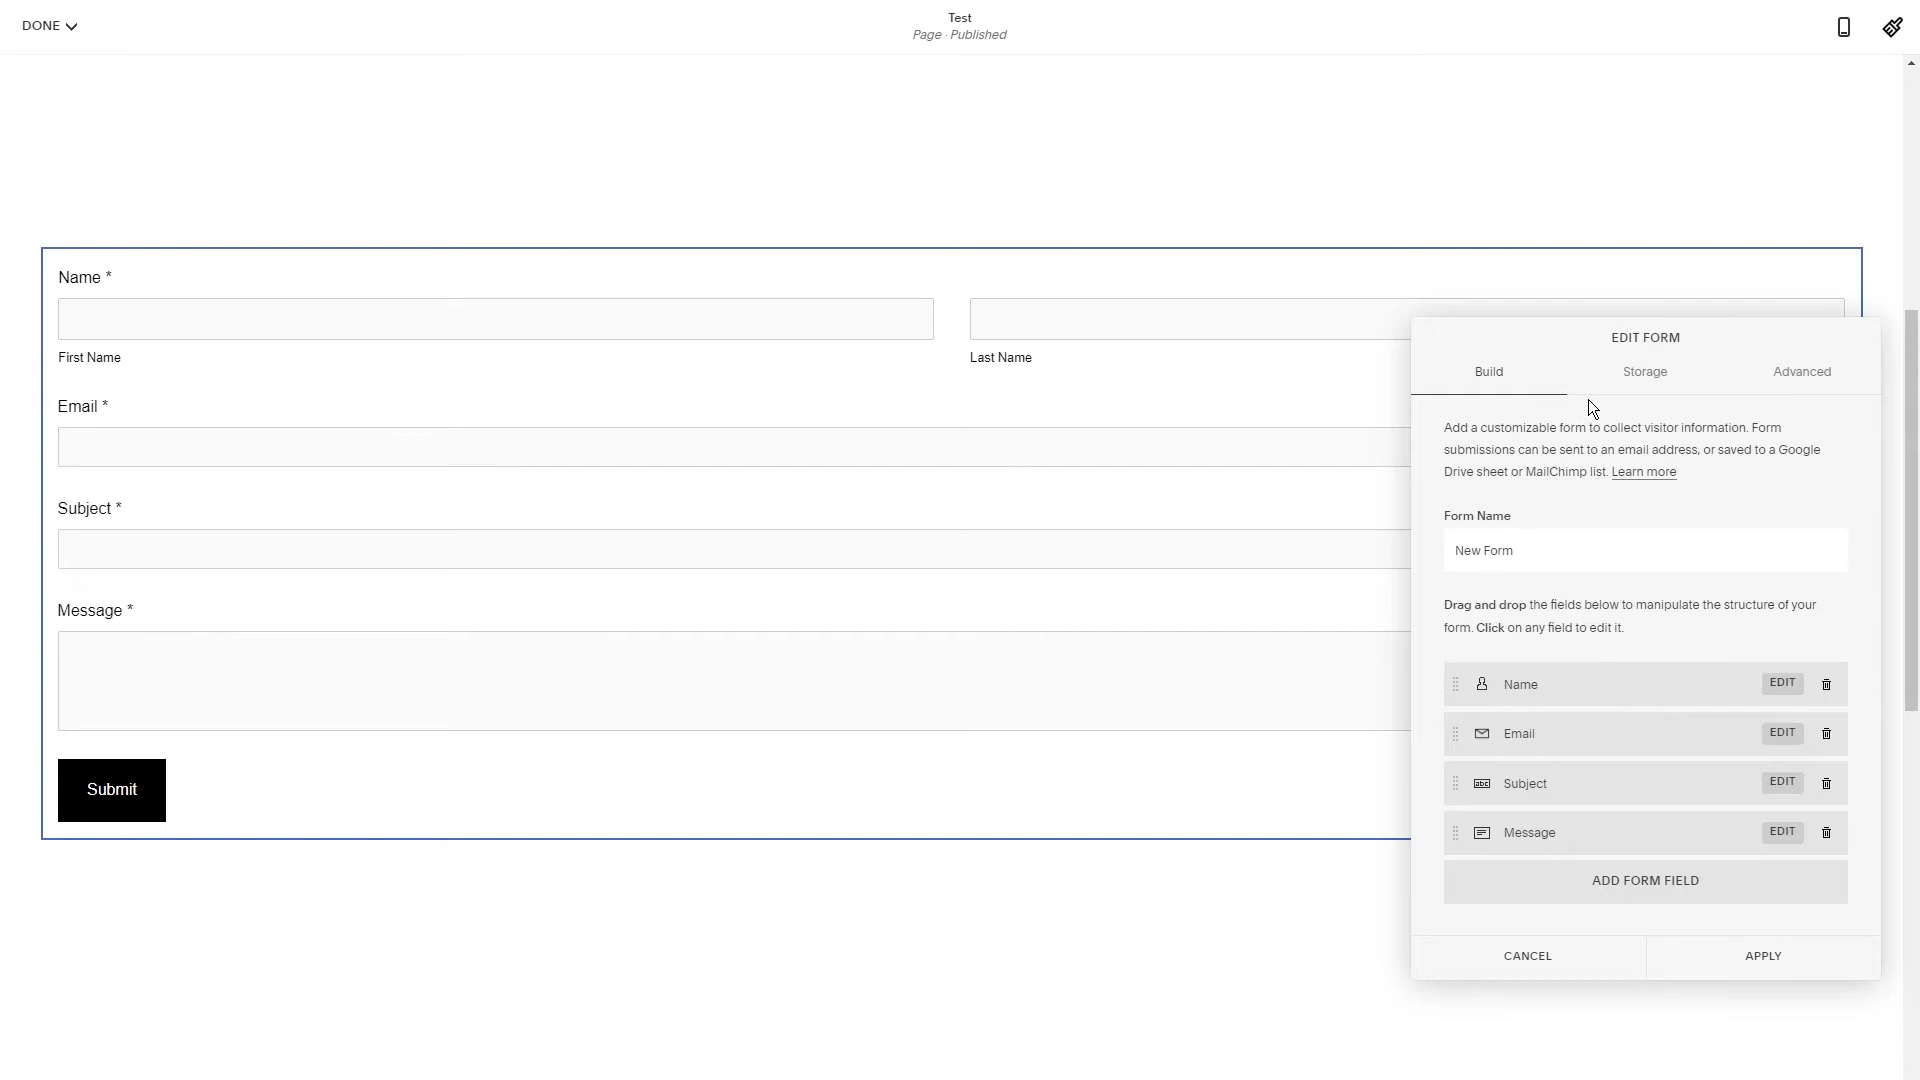 DONE
Test
Page · Published
Name *
First Name
Last Name
Email *
Subject *
Message *
Submit
EDIT FORM
Build
Storage
Advanced
Add a customizable form to collect visitor information. Form
submissions can be sent to an email address, or saved to a Google
Drive sheet or MailChimp list. Learn more
Form Name
New Form
Drag and drop the fields below to manipulate the structure of your
form. Click on any field to edit it.
Name EDIT
Email EDIT
abc Subject EDIT
Message EDIT
ADD FORM FIELD
CANCEL
APPLY